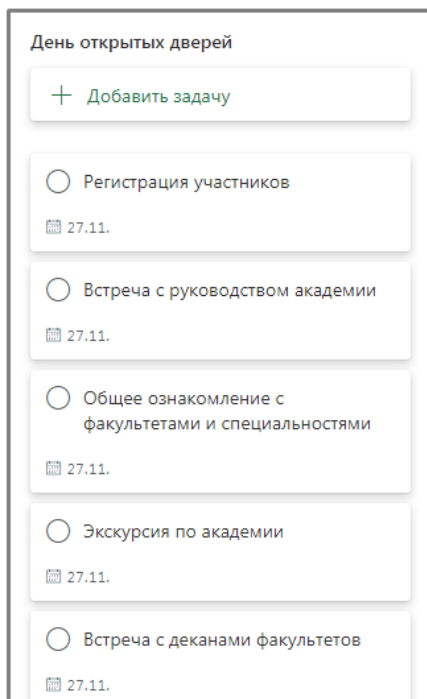 День открытых дверей
Добавить задачу
Регистрация участников
27.11.
Встреча с руководством академии
27.11.
Общее ознакомление с
факультетами и специальностями
27.11.
Экскурсия по академии
27.11.
Встреча с деканами факультетов
27.11.